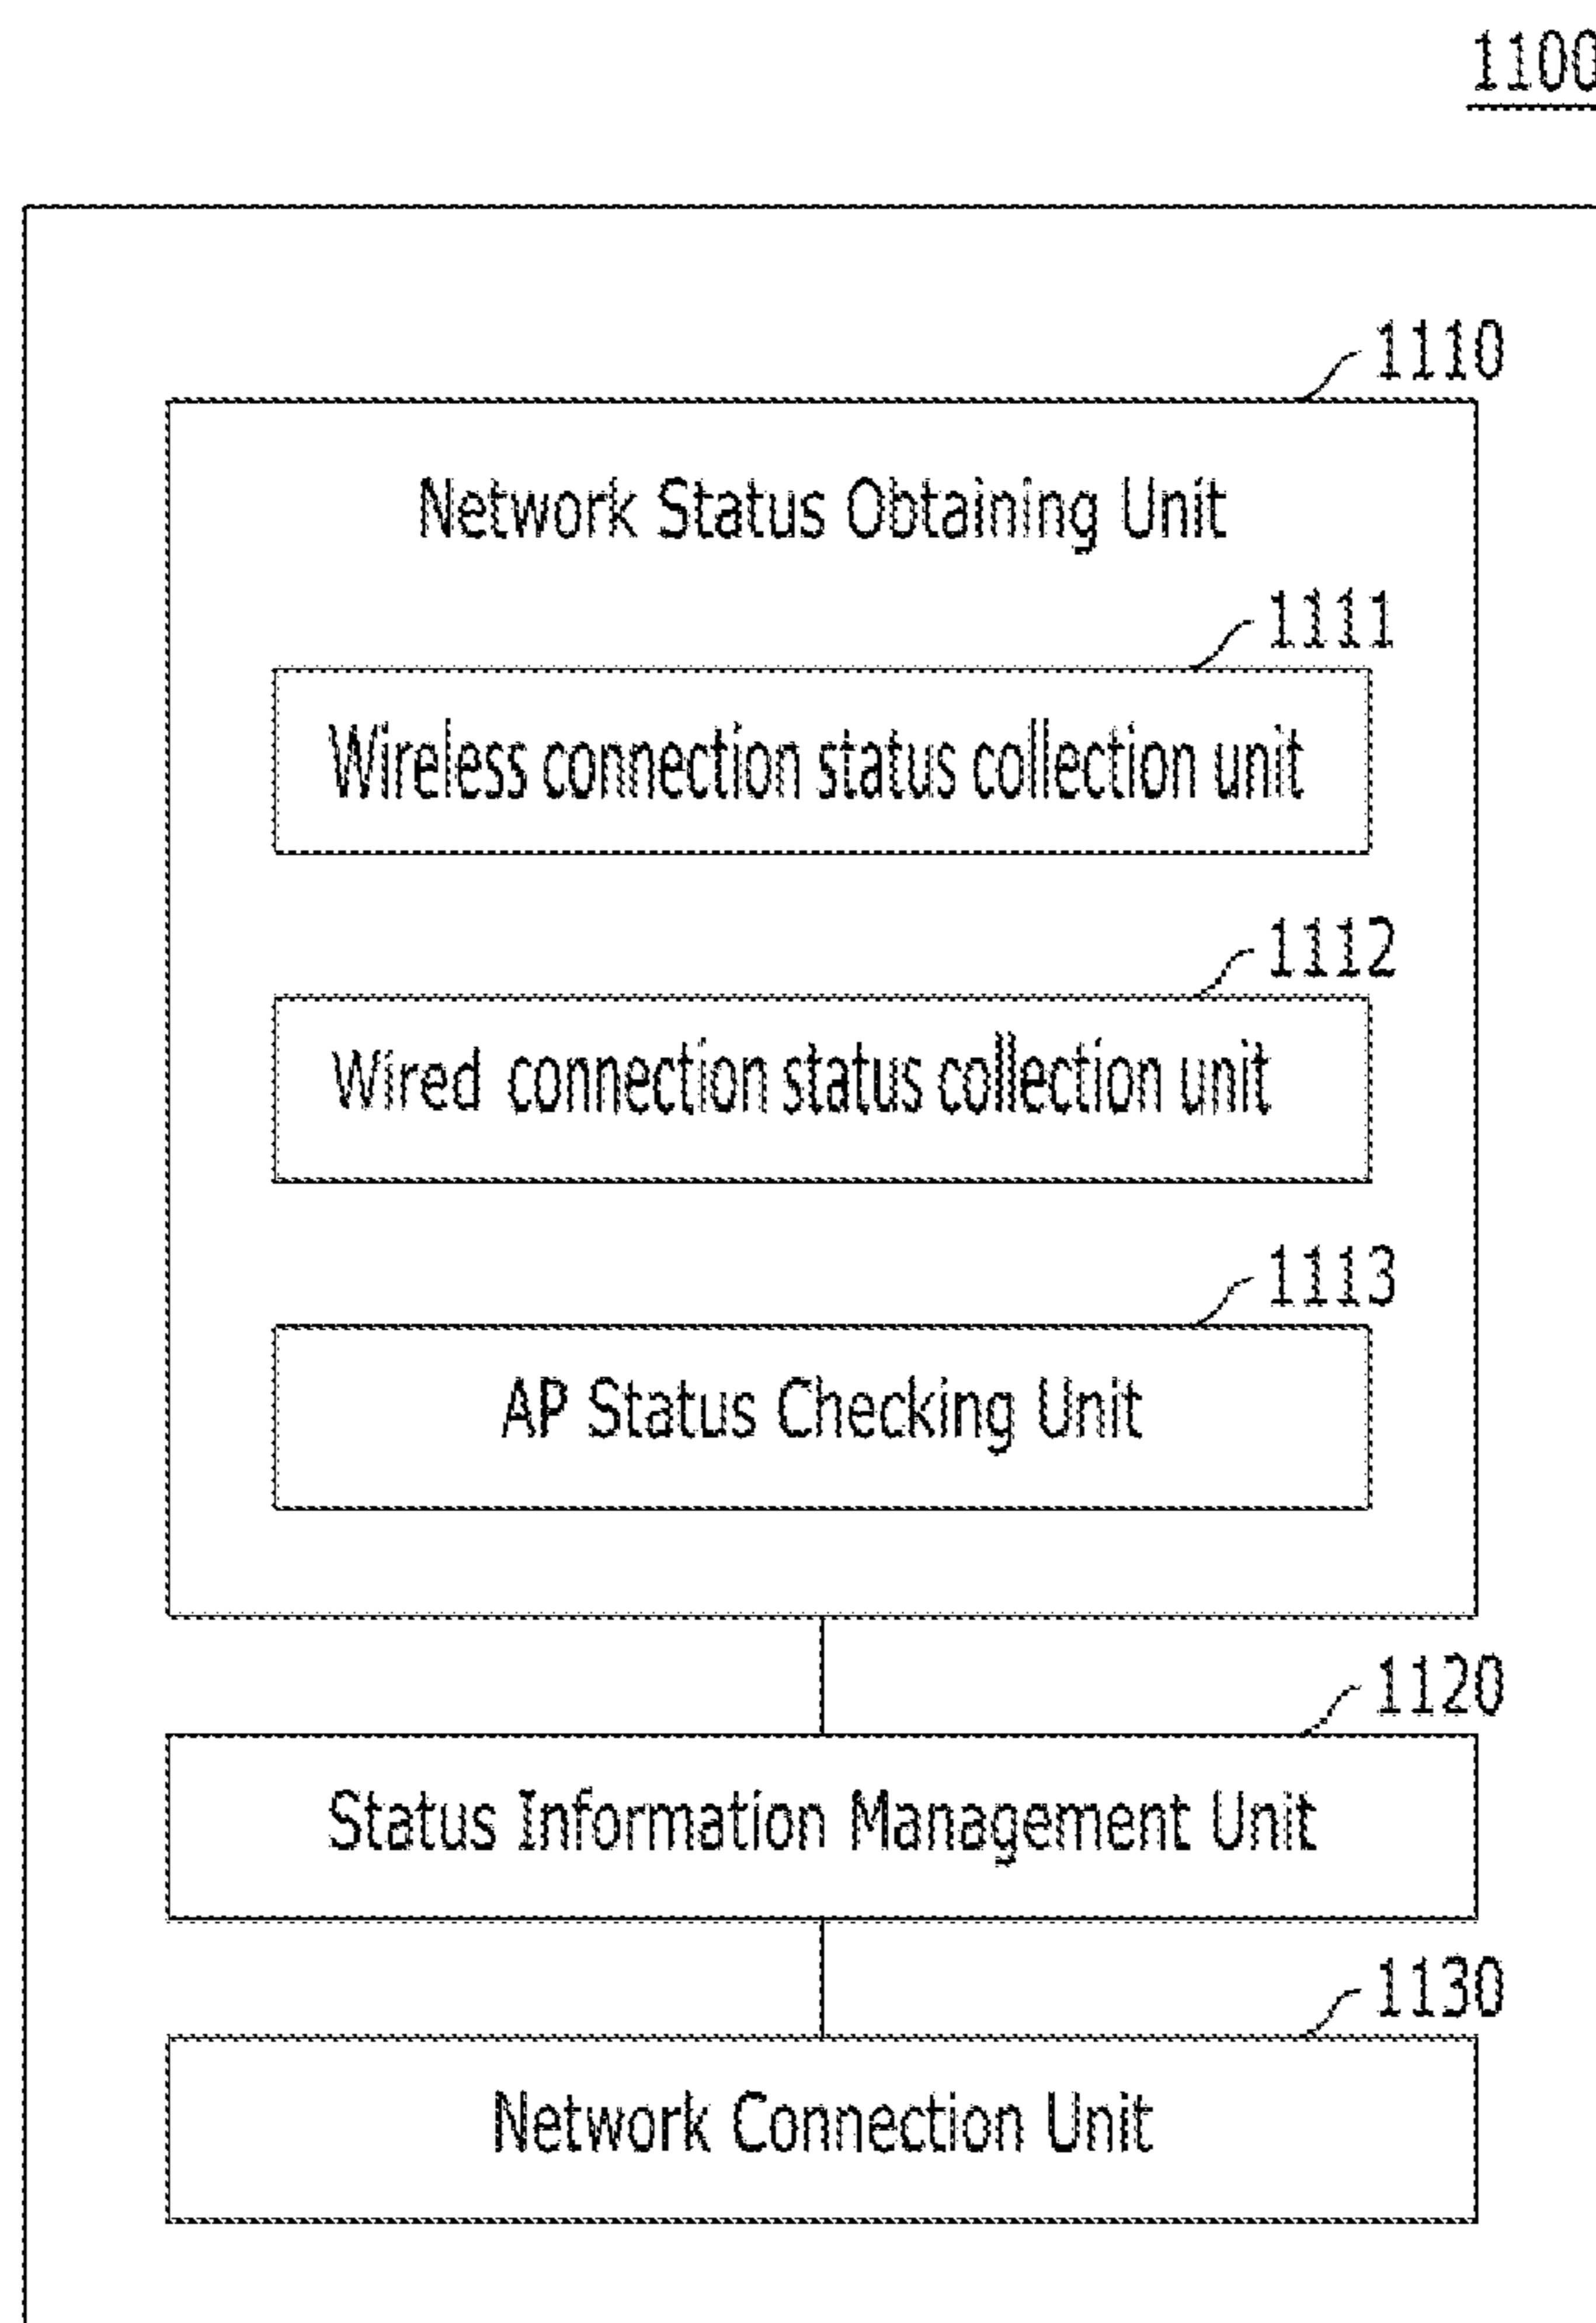 1100
1110
Network Status Obtaining Unit
1111
Wireless connection status collection unit
1112
Wired connection status collection unit
1113
AP Status Checking Unit
1120
Status Information Management Unit
1130
Network Connection Unit